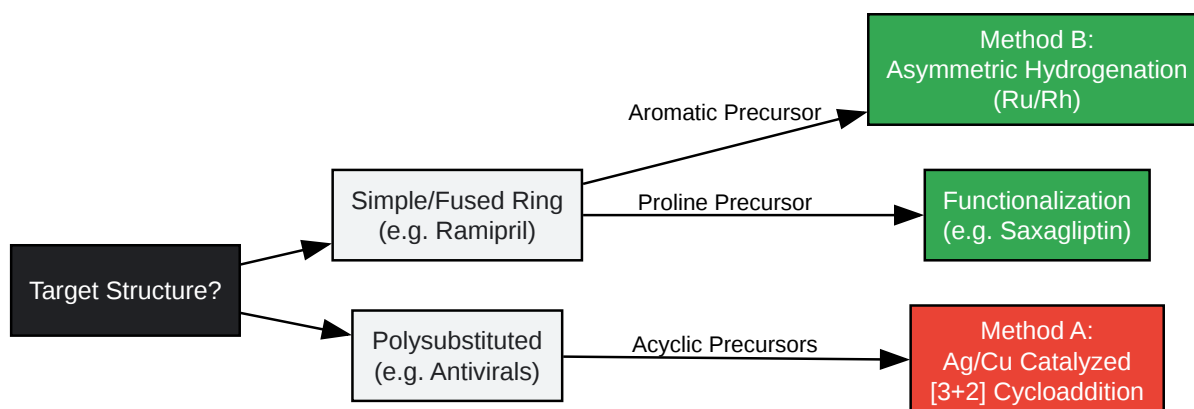 Target Structure?
Simple/Fused Ring
(e.g. Ramipril)
Polysubstituted
(e.g. Antivirals)
Aromatic Precursor
Proline Precursor
Acyclic Precursors
Method B:
Asymmetric Hydrogenation
(Ru/Rh)
Functionalization
(e.g. Saxagliptin)
Method A:
Ag/Cu Catalyzed
[3+2] Cycloaddition